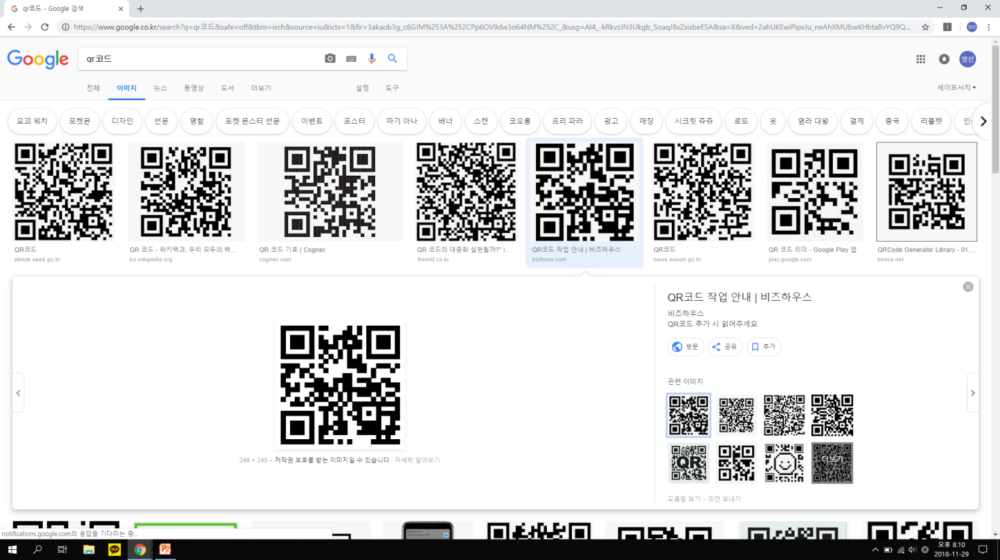 qr코드 - Google 검색
https://www.google.co.kr/search?q=qr코드&safe=off&tbm=isch&source=iu&ictx=1&fir=3akaob3g_c6GJM%253A%252CPp6OV9dw3o64NM%252C_&usg=AI4_-kRkvzJN3Ukgb_SoaqJ8xZsisbeESA&sa=X&ved=2ahUKEwiPipvJu_neAhXMUbwKHbtaBvYQ9Q...
Google
qr코드
영선
전체 이미지 뉴스 동영상 도서 더보기 설정 도구 세이프서치
요괴 워치 포켓몬 디자인 썬문 명함 포켓 몬스터 썬문 이벤트 포스터 마기 아나 배너 스캔 코오롱 프리 파라 광고 매장 시크릿 쥬쥬 로또 옷 염라 대왕 결제 중국 리플렛
QR코드
ebook.seed.go.kr
QR 코드 - 위키백과, 우리 모두의 백...
ko.wikipedia.org
QR 코드 기호 | Cognex
cognex.com
QR 코드의 대중화 실현될까?" i...
itworld.co.kr
QR코드 작업 안내 | 비즈하우스
bizhows.com
QR코드
news.suwon.go.kr
QR 코드 리더 - Google Play 앱
play.google.com
QRCode Generator Library - 01....
kirnos.net
QR코드 작업 안내 | 비즈하우스
비즈하우스
QR코드 추가 시 읽어주세요
방문 공유 추가
관련 이미지
QR
더보기
249 × 249 - 저작권 보호를 받는 이미지일 수 있습니다. 자세히 알아보기
도움말 보기 - 의견 보내기
notifications.google.com의 응답을 기다리는 중...
TALK
오후 8:10
2018-11-29